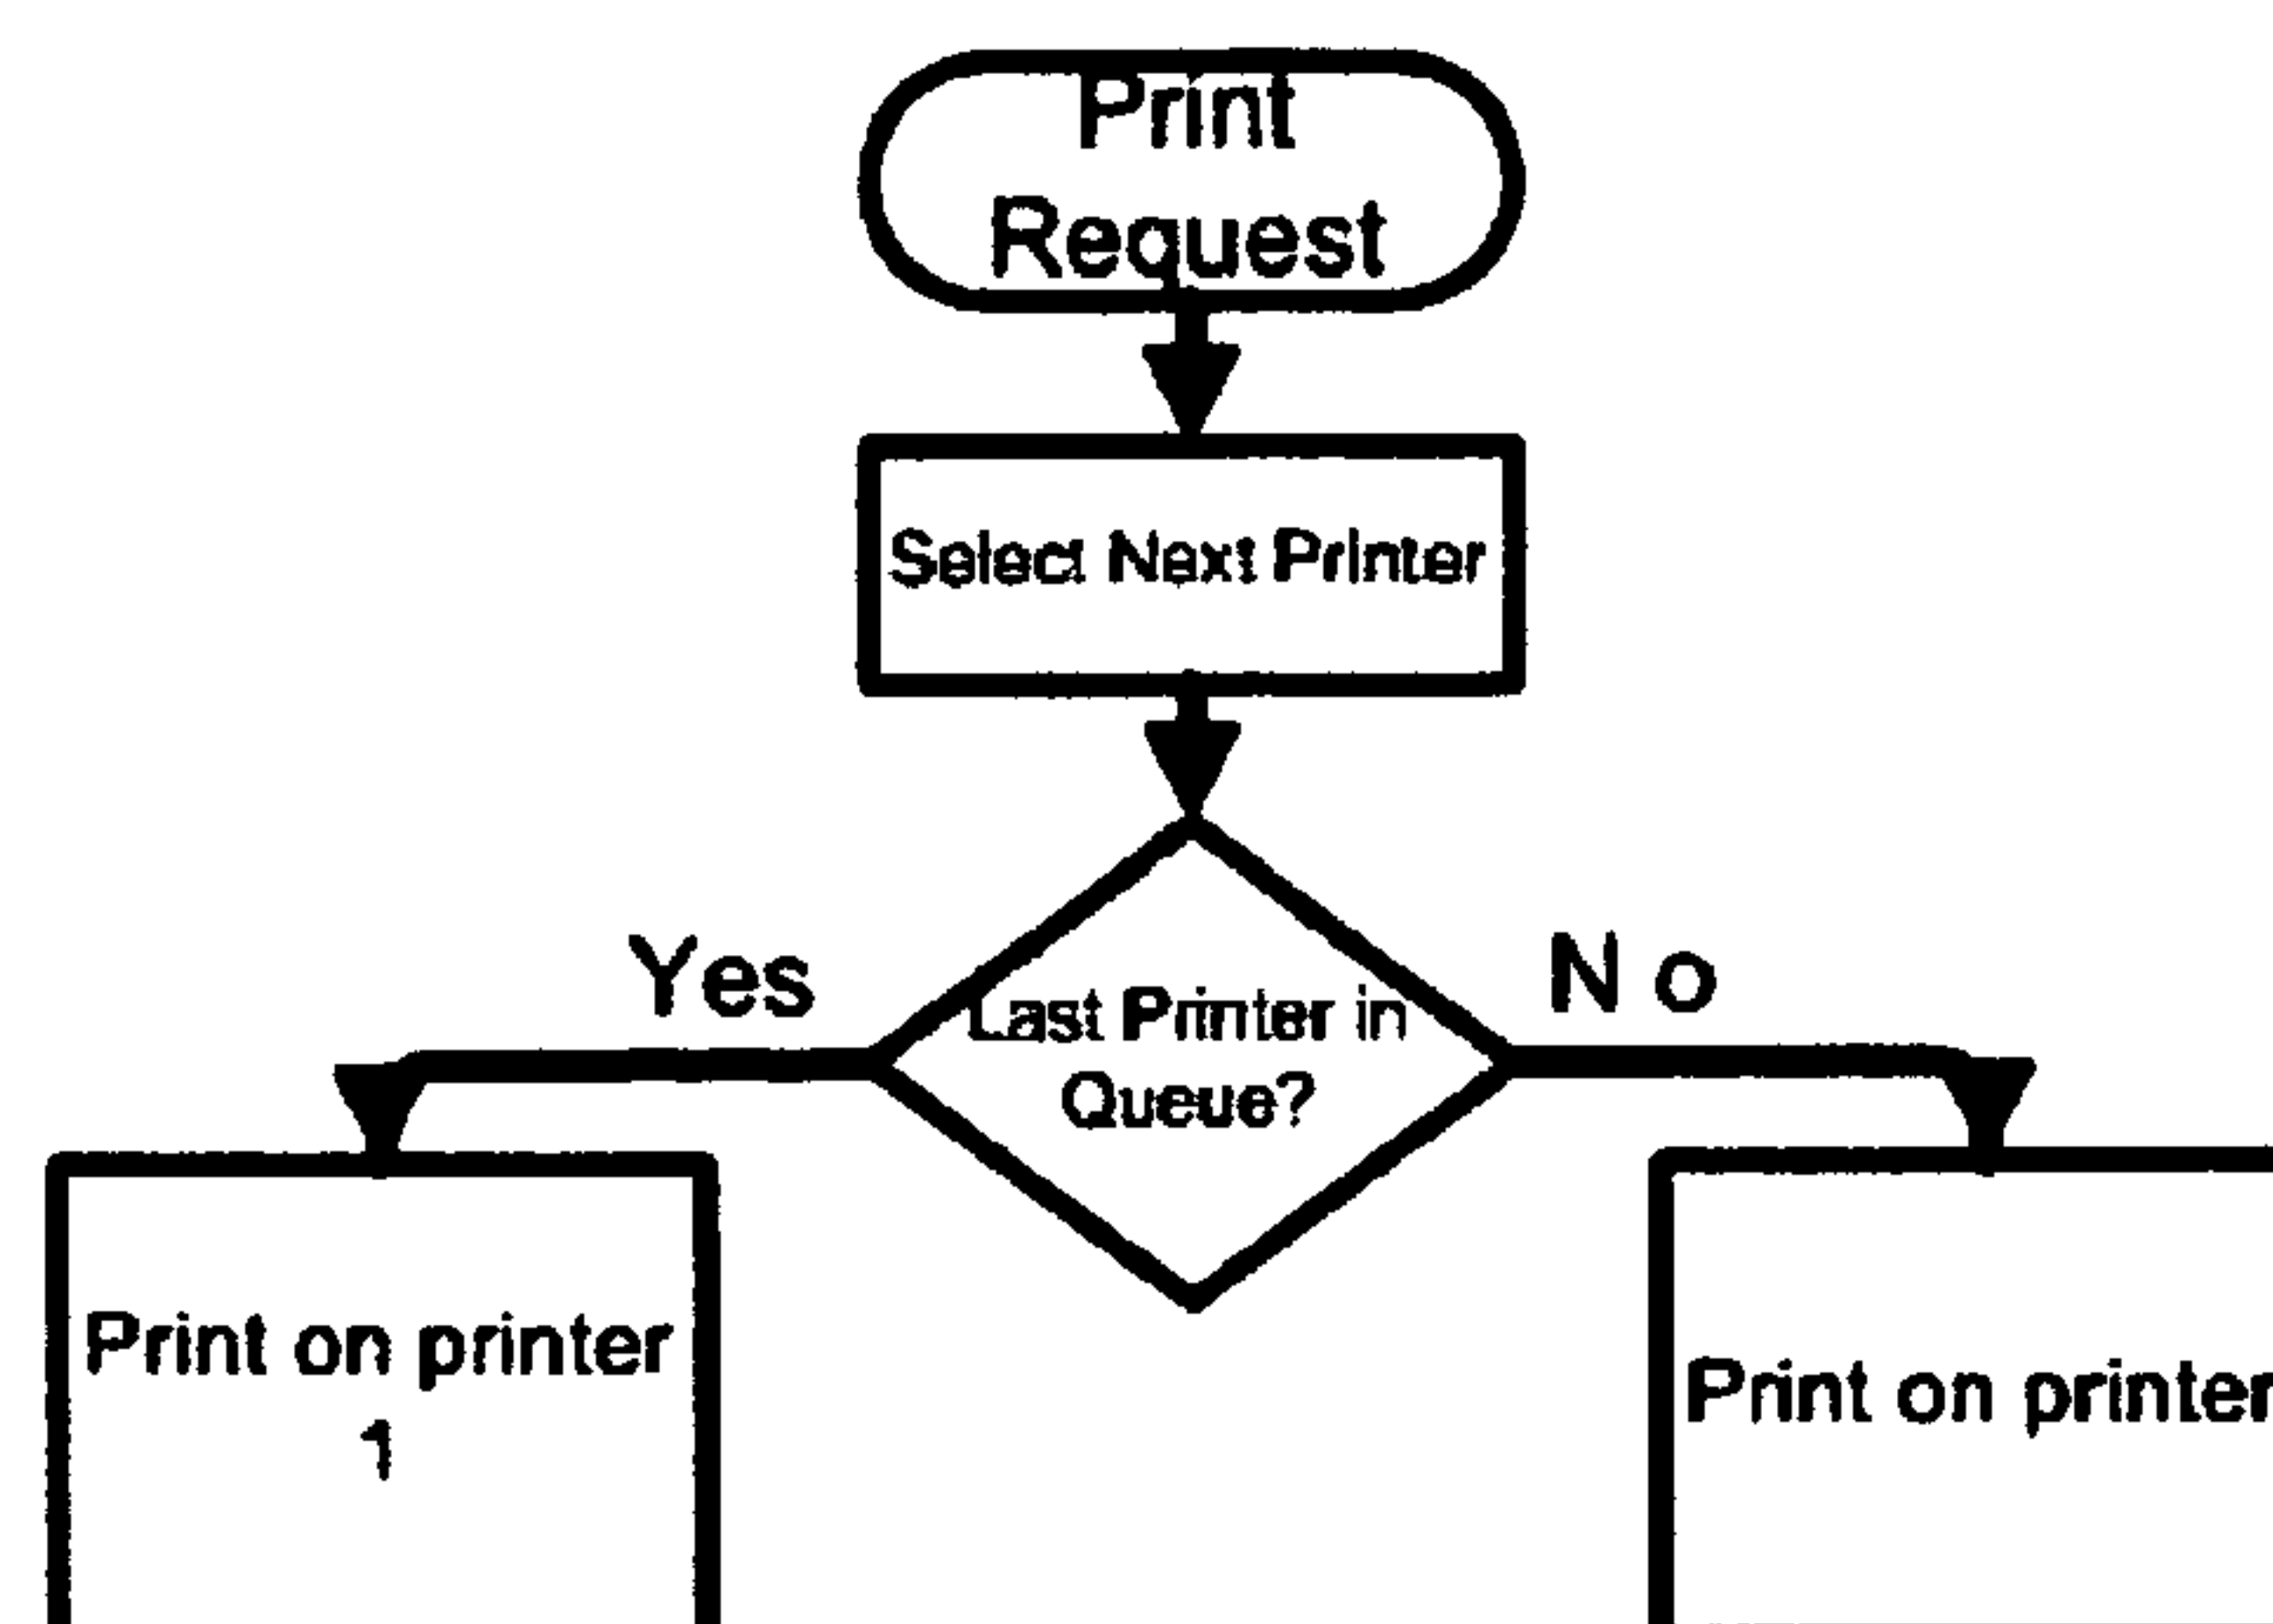 Print
Request
Select Next Printer
Yes
No
Last Printer in
Queue?
Print on printer
1
Print on printer